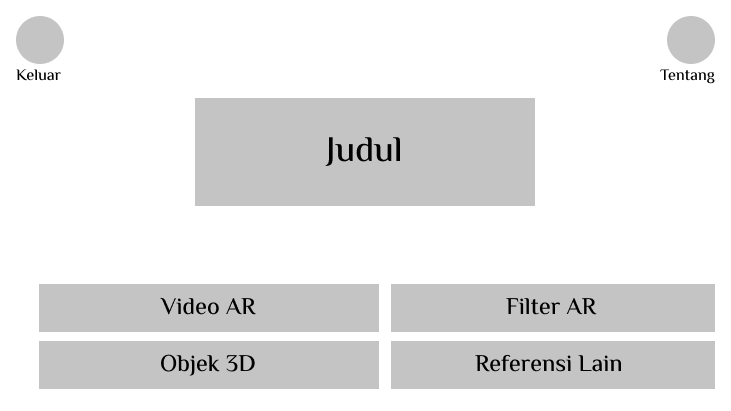 Keluar
Tentang
Judul
Video AR
Filter AR
Objek 3D
Referensi Lain